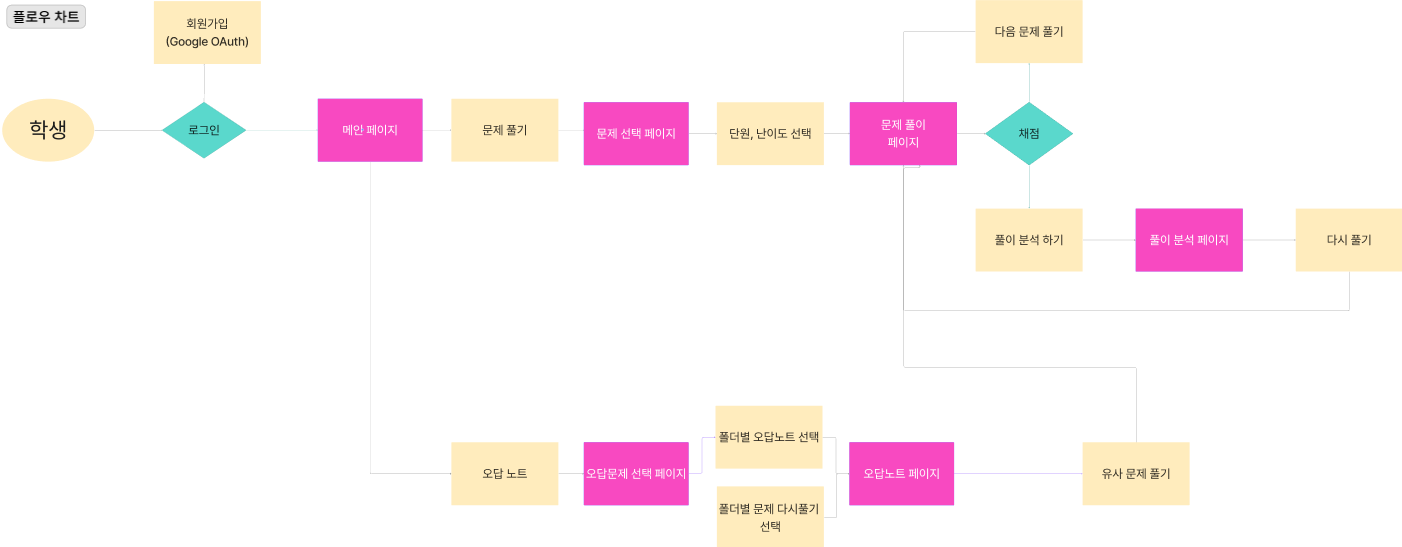 플로우 차트
회원가입
(Google OAuth)
다음 문제 풀기
학생
로그인
메인 페이지
문제 풀기
문제 선택 페이지
단원, 난이도 선택
문제 풀이
페이지
채점
풀이 분석 하기
풀이 분석 페이지
다시 풀기
오답 노트
오답문제 선택 페이지
폴더별 오답노트 선택
폴더별 문제 다시풀기
선택
오답노트 페이지
유사 문제 풀기